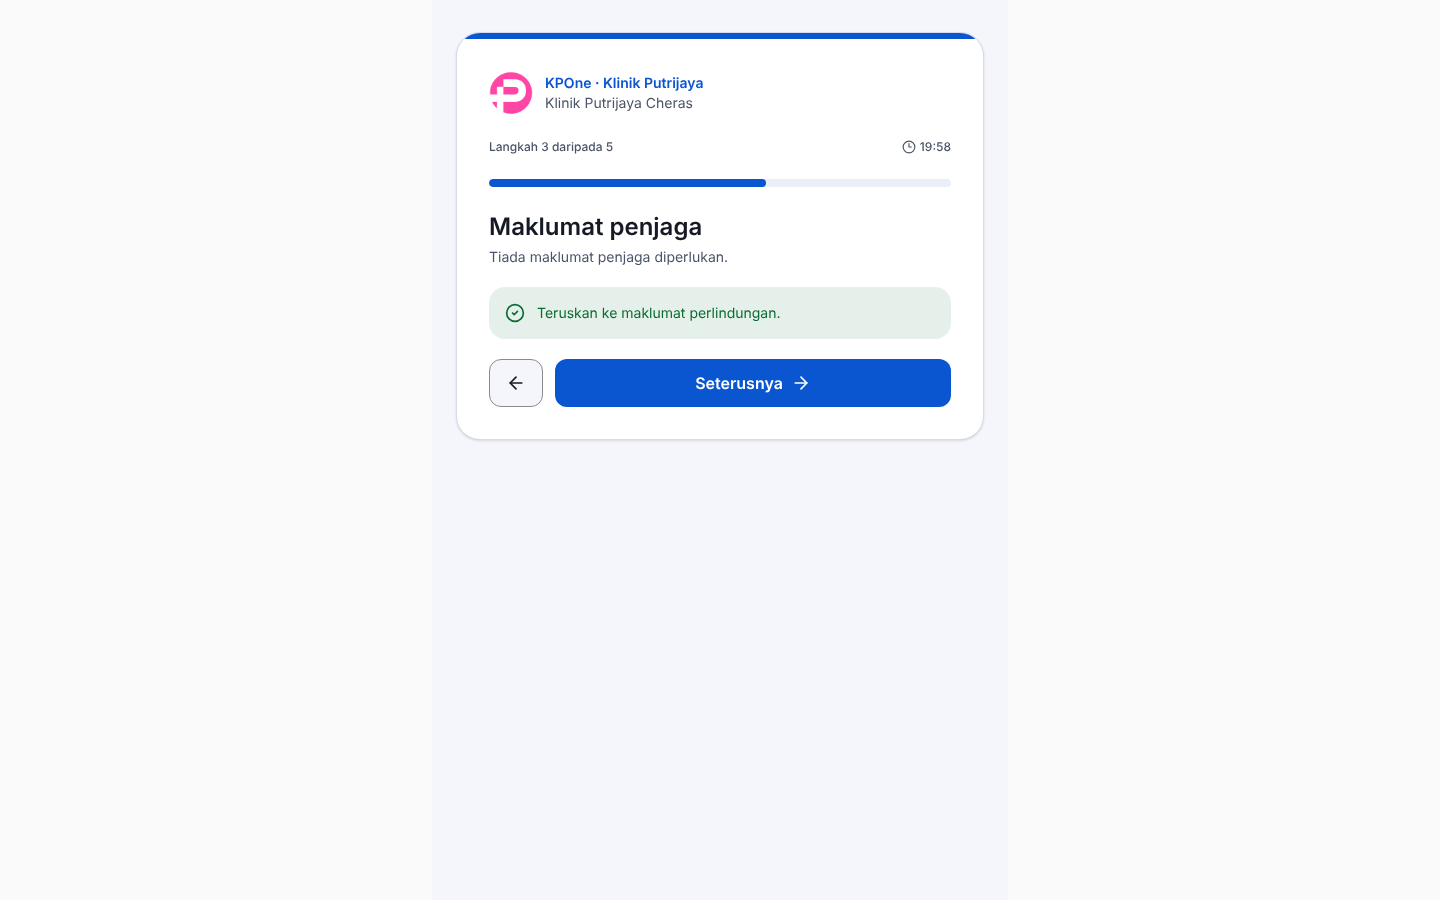 KPOne · Klinik Putrijaya
Klinik Putrijaya Cheras
Langkah 3 daripada 5
19:58
Maklumat penjaga
Tiada maklumat penjaga diperlukan.
Teruskan ke maklumat perlindungan.
Seterusnya